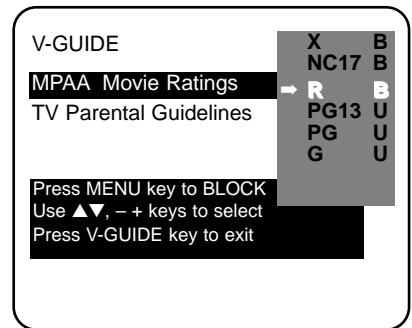 V-GUIDE
MPAA Movie Ratings
TV Parental Guidelines
X B
NC17 B
➡ R B
PG13 U
PG U
G U
Press MENU key to BLOCK
Use ▲▼, – + keys to select
Press V-GUIDE key to exit